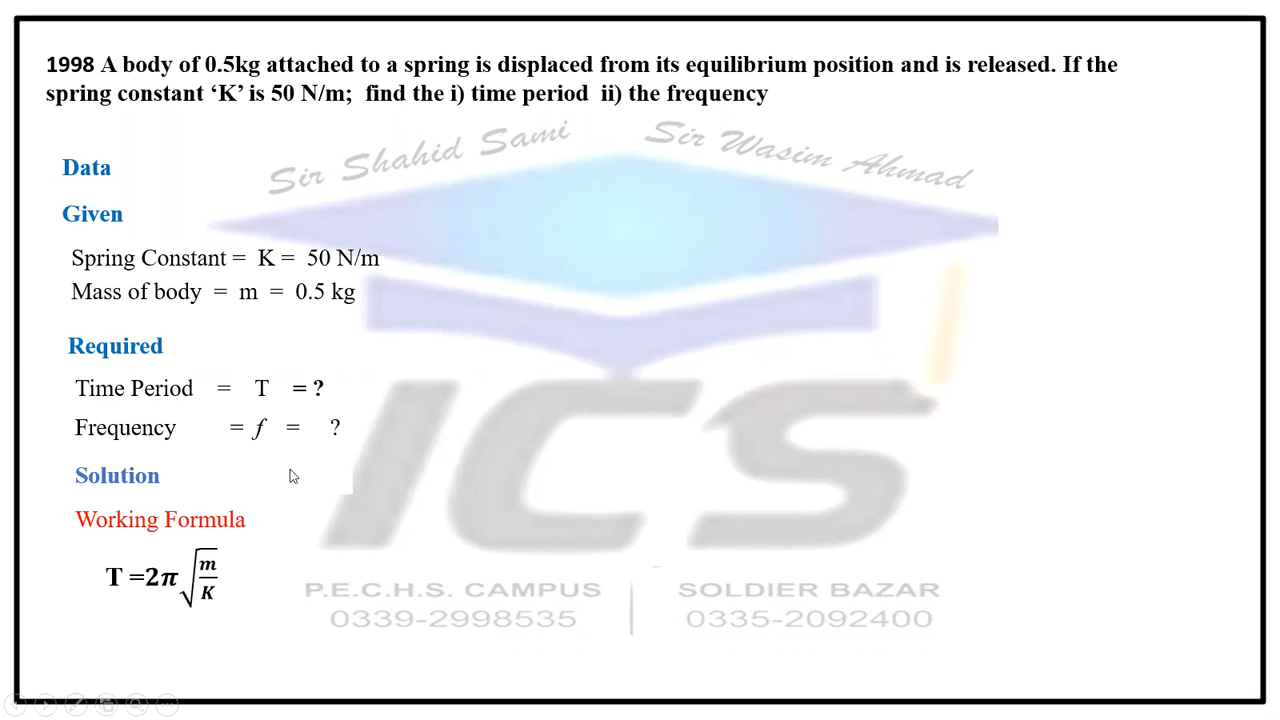 1998 A body of 0.5kg attached to a spring is displaced from its equilibrium position and is released. If the
spring constant ‘K’ is 50 N/m; find the i) time period ii) the frequency
Sir Shahid Sami Sir Wasim Ahmad
Data
Given
Spring Constant = K = 50 N/m
Mass of body = m = 0.5 kg
Required
Time Period = T = ?
Frequency = f = ?
ICS
Solution
Working Formula
T =2π√(m/K)
P.E.C.H.S. CAMPUS SOLDIER BAZAR
0339-2998535 0335-2092400